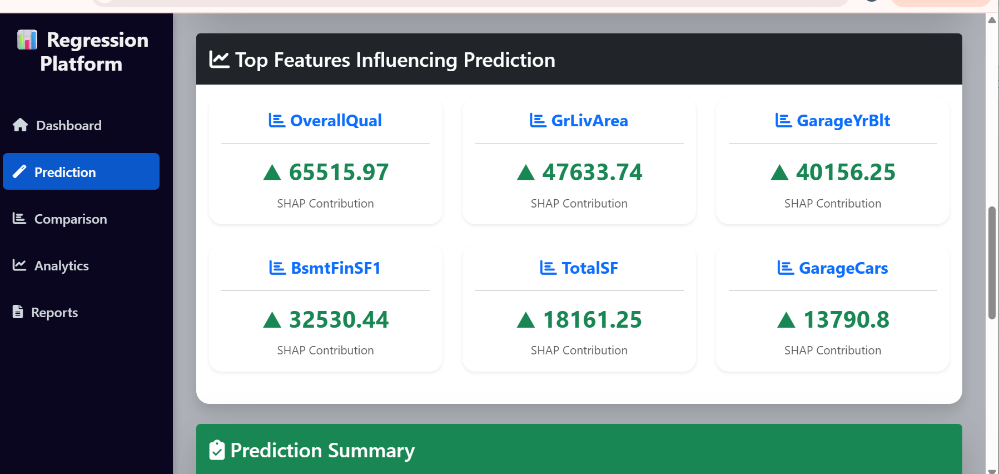 Regression
Platform
Dashboard
Prediction
Comparison
Analytics
Reports
Top Features Influencing Prediction
OverallQual
▲ 65515.97
SHAP Contribution
GrLivArea
▲ 47633.74
SHAP Contribution
GarageYrBlt
▲ 40156.25
SHAP Contribution
BsmtFinSF1
▲ 32530.44
SHAP Contribution
TotalSF
▲ 18161.25
SHAP Contribution
GarageCars
▲ 13790.8
SHAP Contribution
Prediction Summary